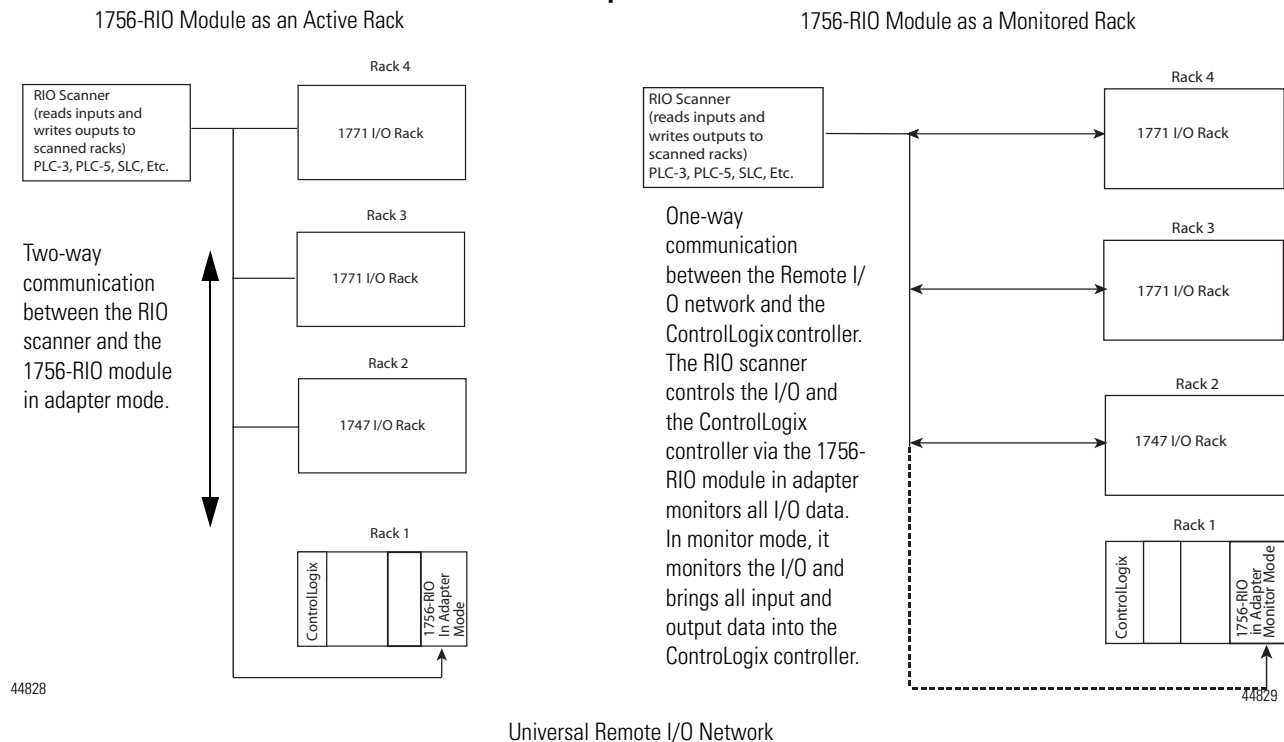 1756-RIO Module as an Active Rack
Rack 4
RIO Scanner
(reads inputs and
writes ouputs to
scanned racks)
PLC-3, PLC-5, SLC, Etc.
1771 I/O Rack
Rack 3
1771 I/O Rack
Two-way
communication
between the RIO
scanner and the
1756-RIO module
in adapter mode.
Rack 2
1747 I/O Rack
Rack 1
ControlLogix
1756-RIO
In Adapter
Mode
44828
1756-RIO Module as a Monitored Rack
Rack 4
RIO Scanner
(reads inputs and
writes outputs to
scanned racks)
PLC-3, PLC-5, SLC, Etc.
1771 I/O Rack
One-way
communication
between the Remote I/
O network and the
ControlLogix controller.
The RIO scanner
controls the I/O and
the ControlLogix
controller via the 1756-
RIO module in adapter
monitors all I/O data.
In monitor mode, it
monitors the I/O and
brings all input and
output data into the
ControLogix controller.
Rack 3
1771 I/O Rack
Rack 2
1747 I/O Rack
Rack 1
ControlLogix
1756-RIO
in Adapter
Monitor Mode
44829
Universal Remote I/O Network